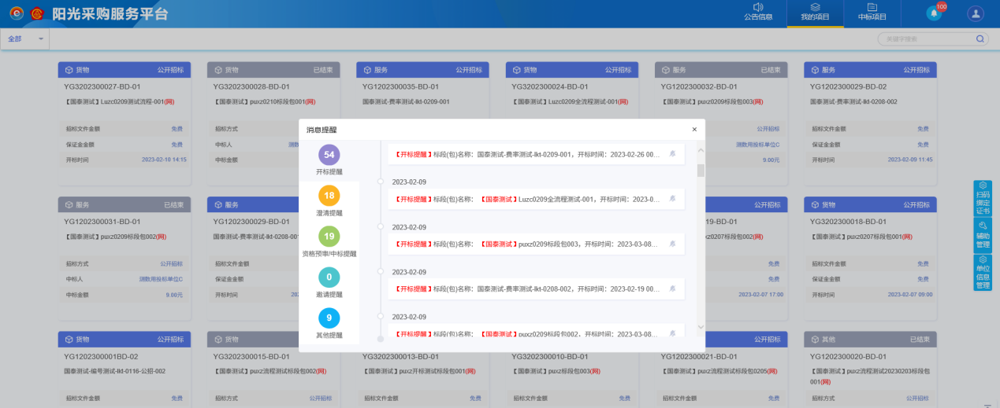 阳光采购服务平台
公告信息
我的项目
中标项目
100
全部
关键字搜索
货物 公开招标
YG3202300027-BD-01
【国泰测试】Luzc0209测试流程-001(网)
招标文件金额 免费
保证金金额 免费
开标时间 2023-02-10 14:15
货物 已结束
YG3202300028-BD-01
【国泰测试】puxz0210标段包001(网)
招标方式
中标人
中标金额
服务 公开招标
YG1202300035-BD-01
国泰测试-费率测试-lkt-0209-001
货物 公开招标
YG3202300024-BD-01
【国泰测试】Luzc0209全流程测试-001(网)
服务 已结束
YG1202300032-BD-01
【国泰测试】puxz0209标段包003(网)
公开招标
测数用投标单位C
9.00元
服务 公开招标
YG1202300029-BD-02
国泰测试-费率测试-lkt-0208-002
招标文件金额 免费
保证金金额 免费
开标时间 2023-02-09 11:45
消息提醒
×
54
开标提醒
18
澄清提醒
19
资格预审/中标提醒
0
邀请提醒
9
其他提醒
【开标提醒】标段(包)名称：国泰测试-费率测试-lkt-0209-001，开标时间：2023-02-26 00...
2023-02-09
【开标提醒】标段(包)名称：【国泰测试】Luzc0209全流程测试-001，开标时间：2023-0...
2023-02-09
【开标提醒】标段(包)名称：【国泰测试】puxz0209标段包003，开标时间：2023-03-08...
2023-02-09
【开标提醒】标段(包)名称：国泰测试-费率测试-lkt-0208-002，开标时间：2023-02-19 00...
2023-02-09
【开标提醒】标段(包)名称：【国泰测试】puxz0209标段包002，开标时间：2023-03-08...
服务 已结束
YG1202300031-BD-01
【国泰测试】puxz0209标段包002(网)
招标方式 公开招标
中标人 测数用投标单位C
中标金额 9.00元
服务
YG1202300029-BD-01
国泰测试-费率测试-lkt-0208-00
招标文件金额
保证金金额
开标时间
公开招标
19-BD-01
puxz0207标段包002(网)
免费
免费
2023-02-07 17:00
货物 公开招标
YG3202300018-BD-01
【国泰测试】puxz0207标段包001(网)
招标文件金额 免费
保证金金额 免费
开标时间 2023-02-07 09:00
扫码
绑定
证书
辅助
管理
单位
信息
管理
货物 公开招标
YG1202300001BD-02
国泰测试-编号测试-lkt-0116-公招-002
招标文件金额 免费
货物
YG3202300015-BD-01
【国泰测试】puxz流程测试标段包002(网)
招标方式 公开招标
YG3202300013-BD-01
【国泰测试】puxz开标测试标段包001(网)
招标文件金额 免费
YG3202300010-BD-01
【国泰测试】puxz标段包003(网)
招标文件金额 免费
公开招标
YG1202300021-BD-01
【国泰测试】puxz流程测试标段包0205(网)
招标文件金额 免费
其他 已结束
YG1202300020-BD-01
【国泰测试】puxz流程测试20230203标段包
001(网)
招标方式 公开招标